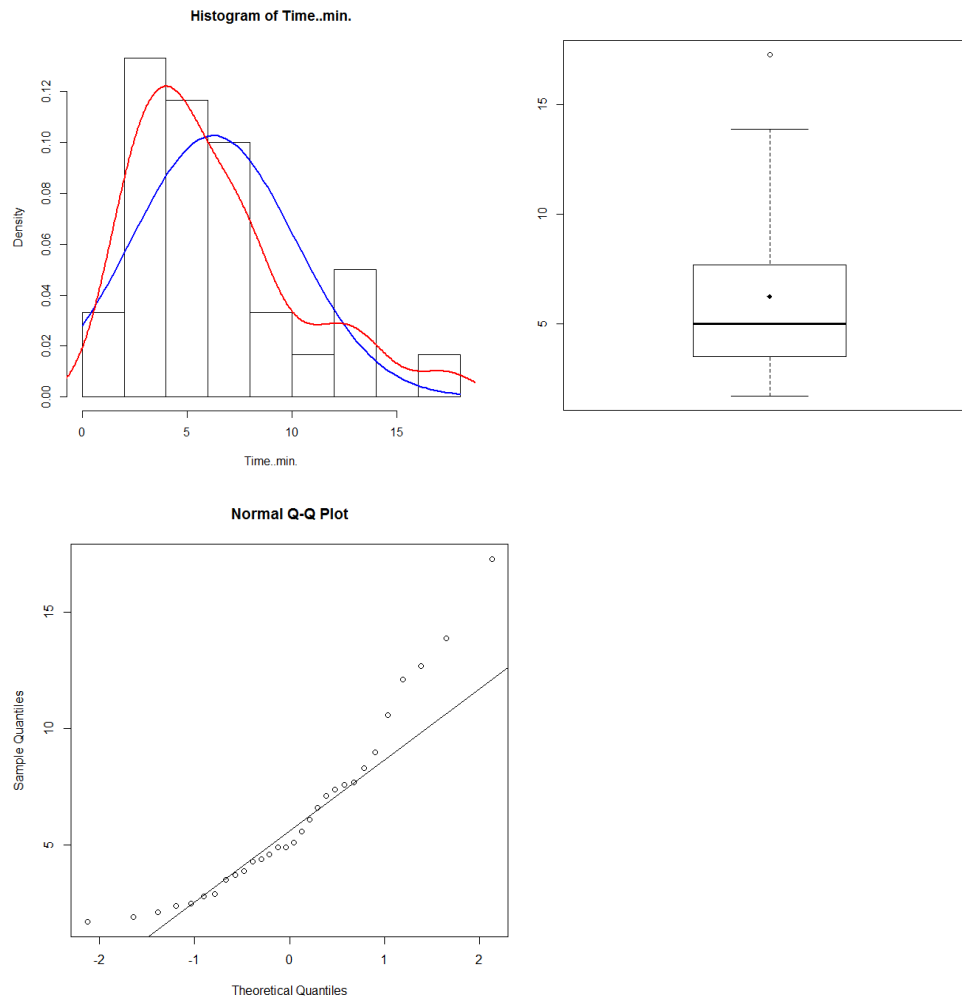 Histogram of Time..min.
Density
0.00 0.02 0.04 0.06 0.08 0.10 0.12
0 5 10 15
Time..min.
5 10 15
Normal Q-Q Plot
Sample Quantiles
5 10 15
-2 -1 0 1 2
Theoretical Quantiles